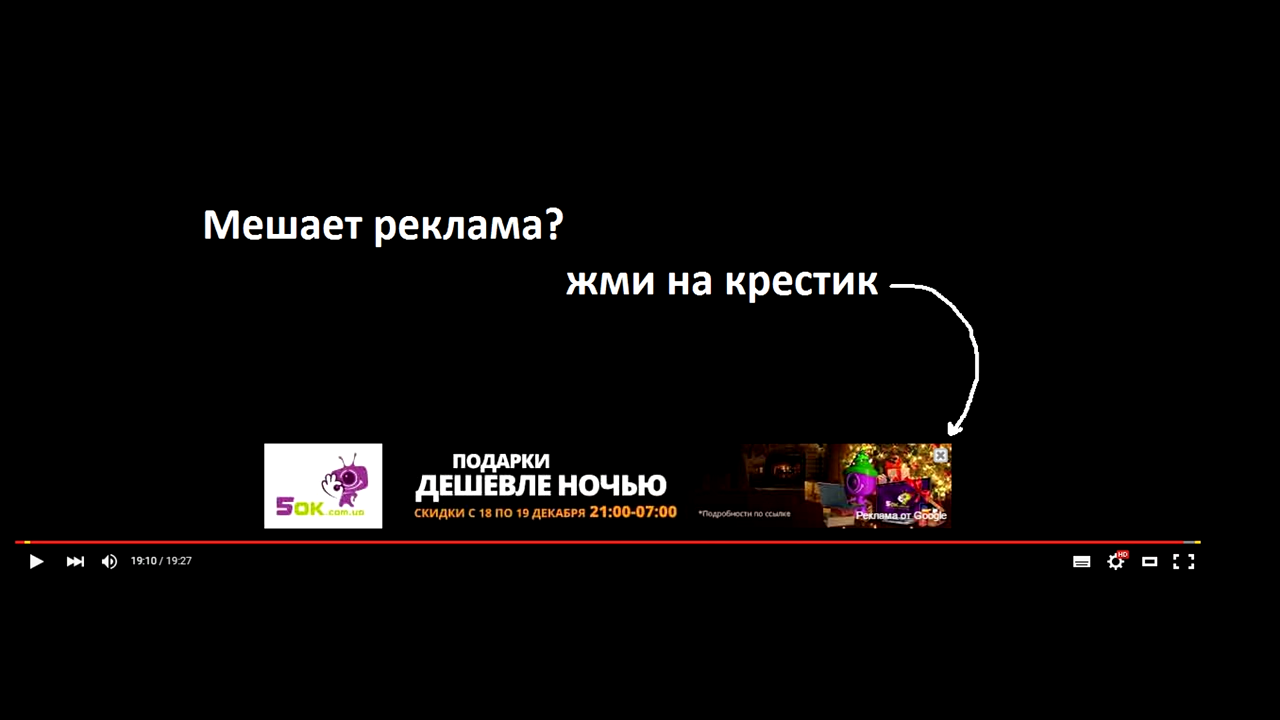 Мешает реклама?
жми на крестик
5ok.com.ua
ПОДАРКИ
ДЕШЕВЛЕ НОЧЬЮ
СКИДКИ С 18 ПО 19 ДЕКАБРЯ 21:00-07:00
*Подробности по ссылке
Реклама от Google
19:10 / 19:27
HD